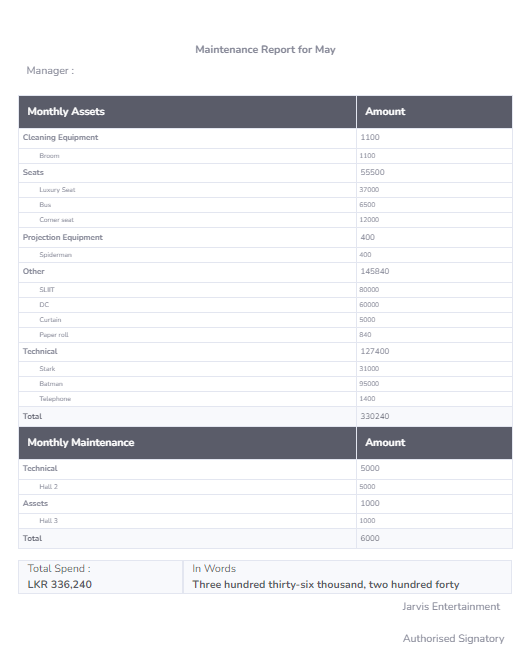 Maintenance Report for May
Manager :
Monthly Assets Amount
Cleaning Equipment 1100
Broom 1100
Seats 55500
Luxury Seat 37000
Box 6500
Corner seat 12000
Projection Equipment 400
Spiderman 400
Other 145840
SLIIT 80000
DC 60000
Curtain 5000
Paper roll 840
Technical 127400
Stark 31000
Batman 95000
Telephone 1400
Total 330240
Monthly Maintenance Amount
Technical 5000
Hall 2 5000
Assets 1000
Hall 3 1000
Total 6000
Total Spend : In Words
LKR 336,240 Three hundred thirty-six thousand, two hundred forty
Jarvis Entertainment
Authorised Signatory